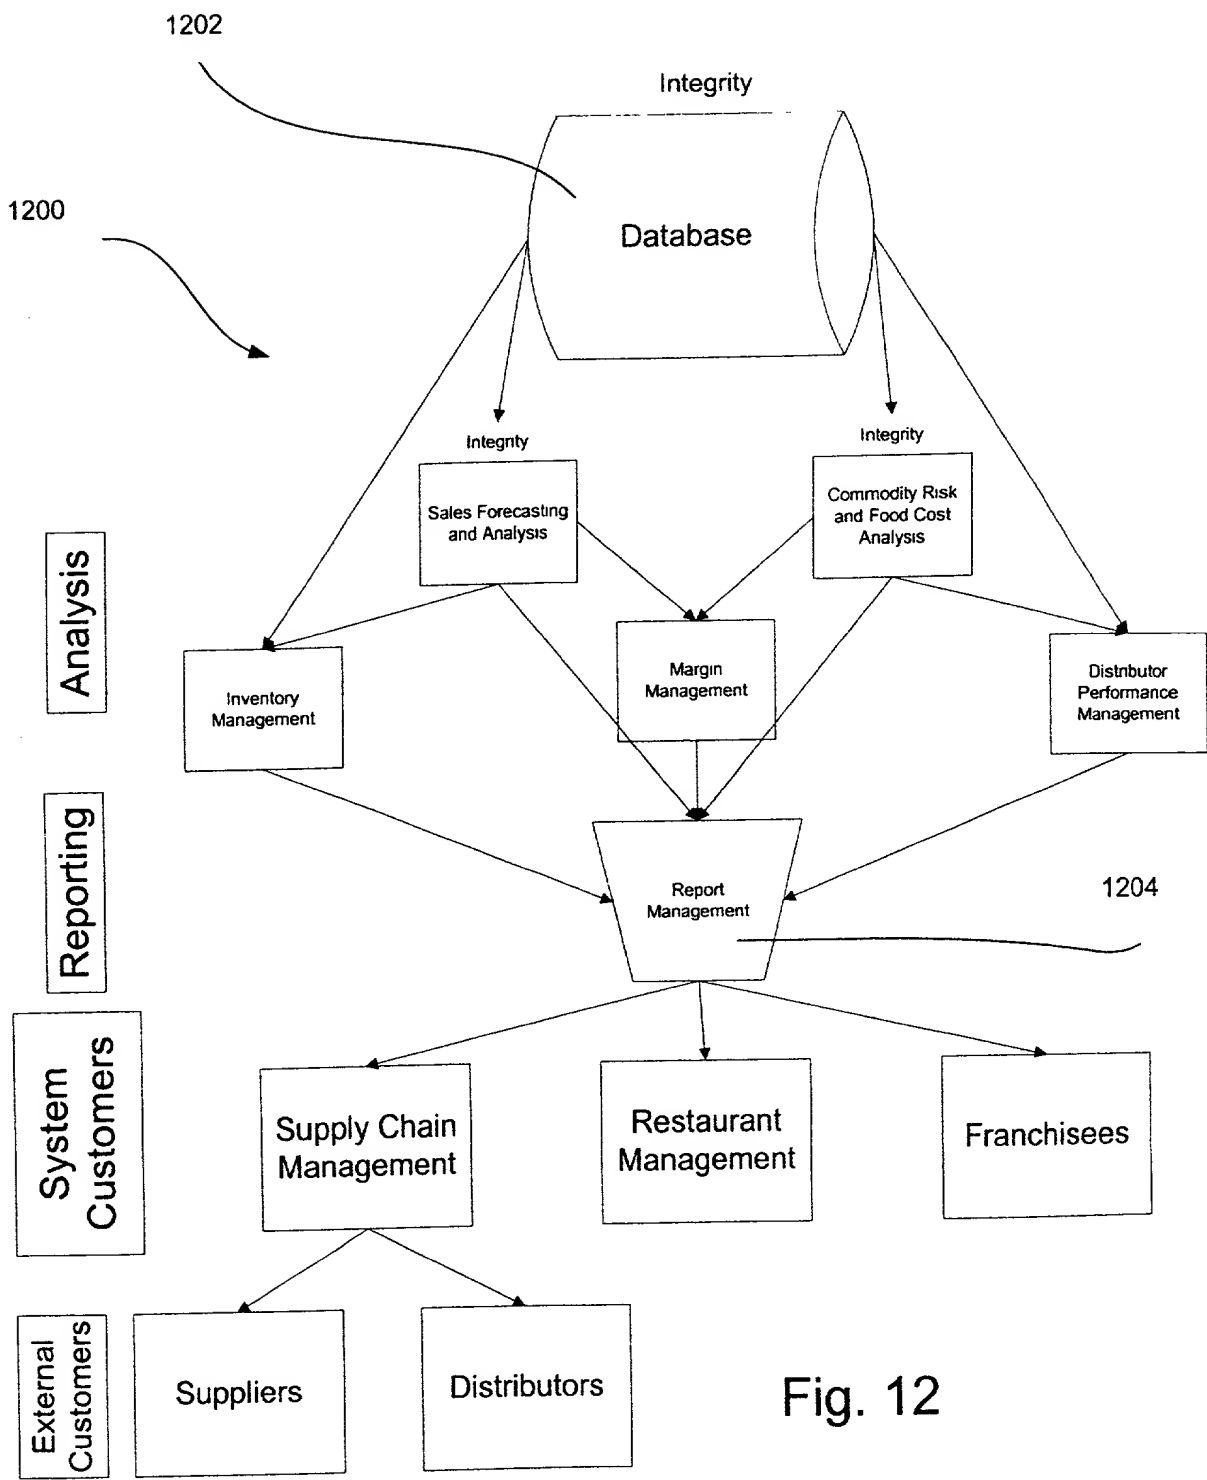 1202
Integrity
1200
Database
Integrity
Integrity
Sales Forecasting
and Analysis
Commodity Risk
and Food Cost
Analysis
Analysis
Inventory
Management
Margin
Management
Distributor
Performance
Management
Reporting
Report
Management
1204
System
Customers
Supply Chain
Management
Restaurant
Management
Franchisees
External
Customers
Suppliers
Distributors
Fig. 12